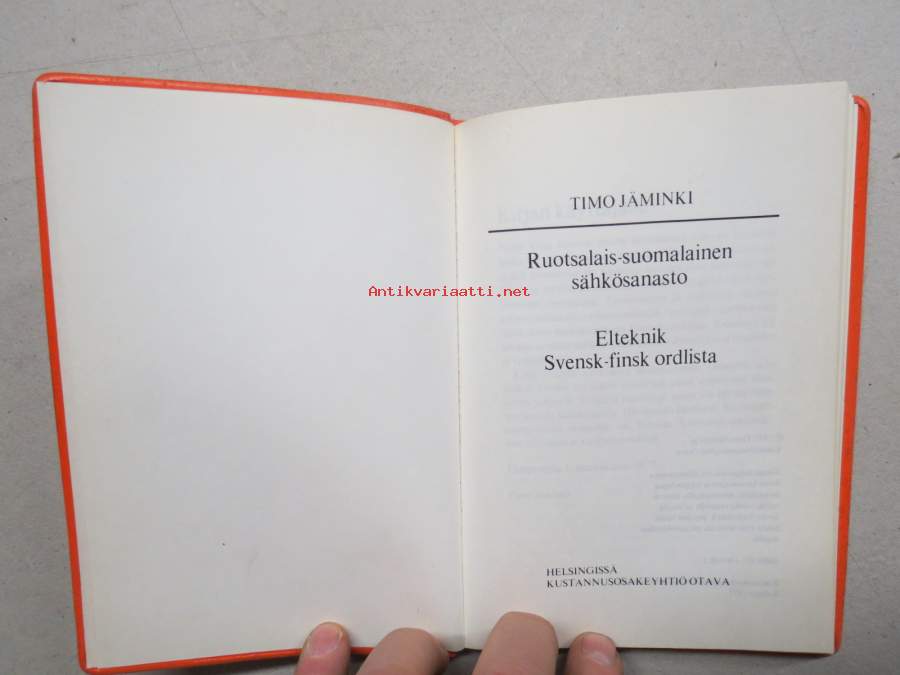 TIMO JÄMINKI
Ruotsalais-suomalainen
sähkösanasto
Antikvariaatti.net
Elteknik
Svensk-finsk ordlista
HELSINGISSÄ
KUSTANNUSOSAKEYHTIÖ OTAVA